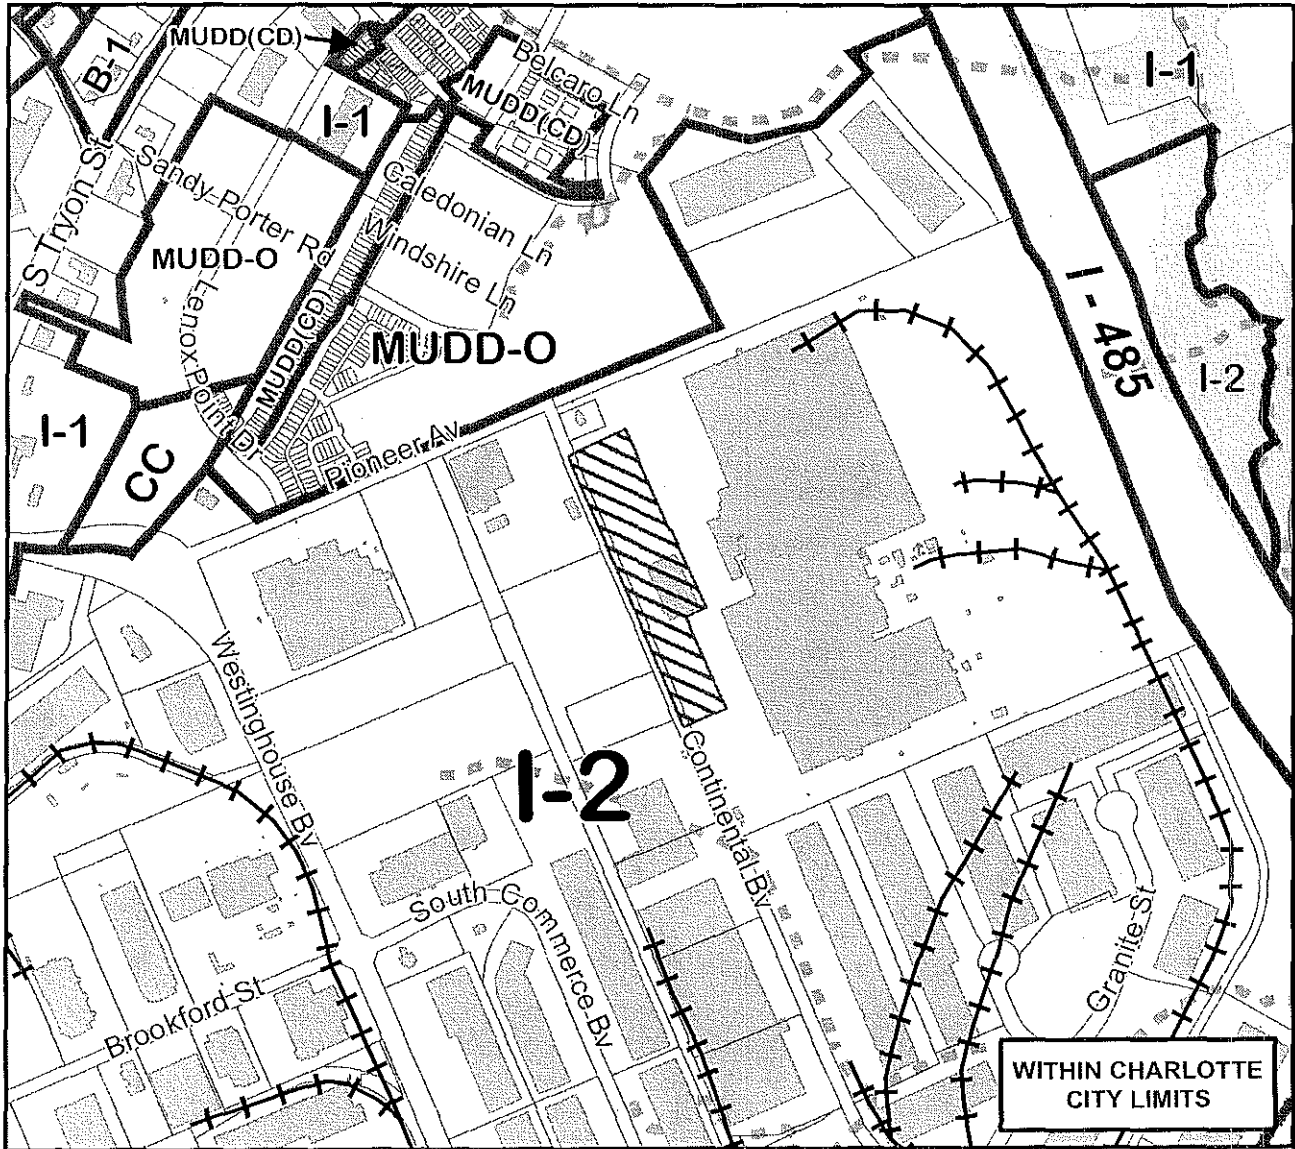 MUDD(CD)
B-1
Belcaro Ln
MUDD(CD)
I-1
I-1
S Tryon St
Sandy Porter Rd
Caledonian Ln
Windshire Ln
MUDD-O
Lenox Point D
MUDD(CD)
MUDD-O
I - 485
I-2
I-1
CC
Pioneer Av
Westinghouse Bv
I-2
Continental Bv
South Commerce Bv
Granite St
Brookford St
WITHIN CHARLOTTE
CITY LIMITS